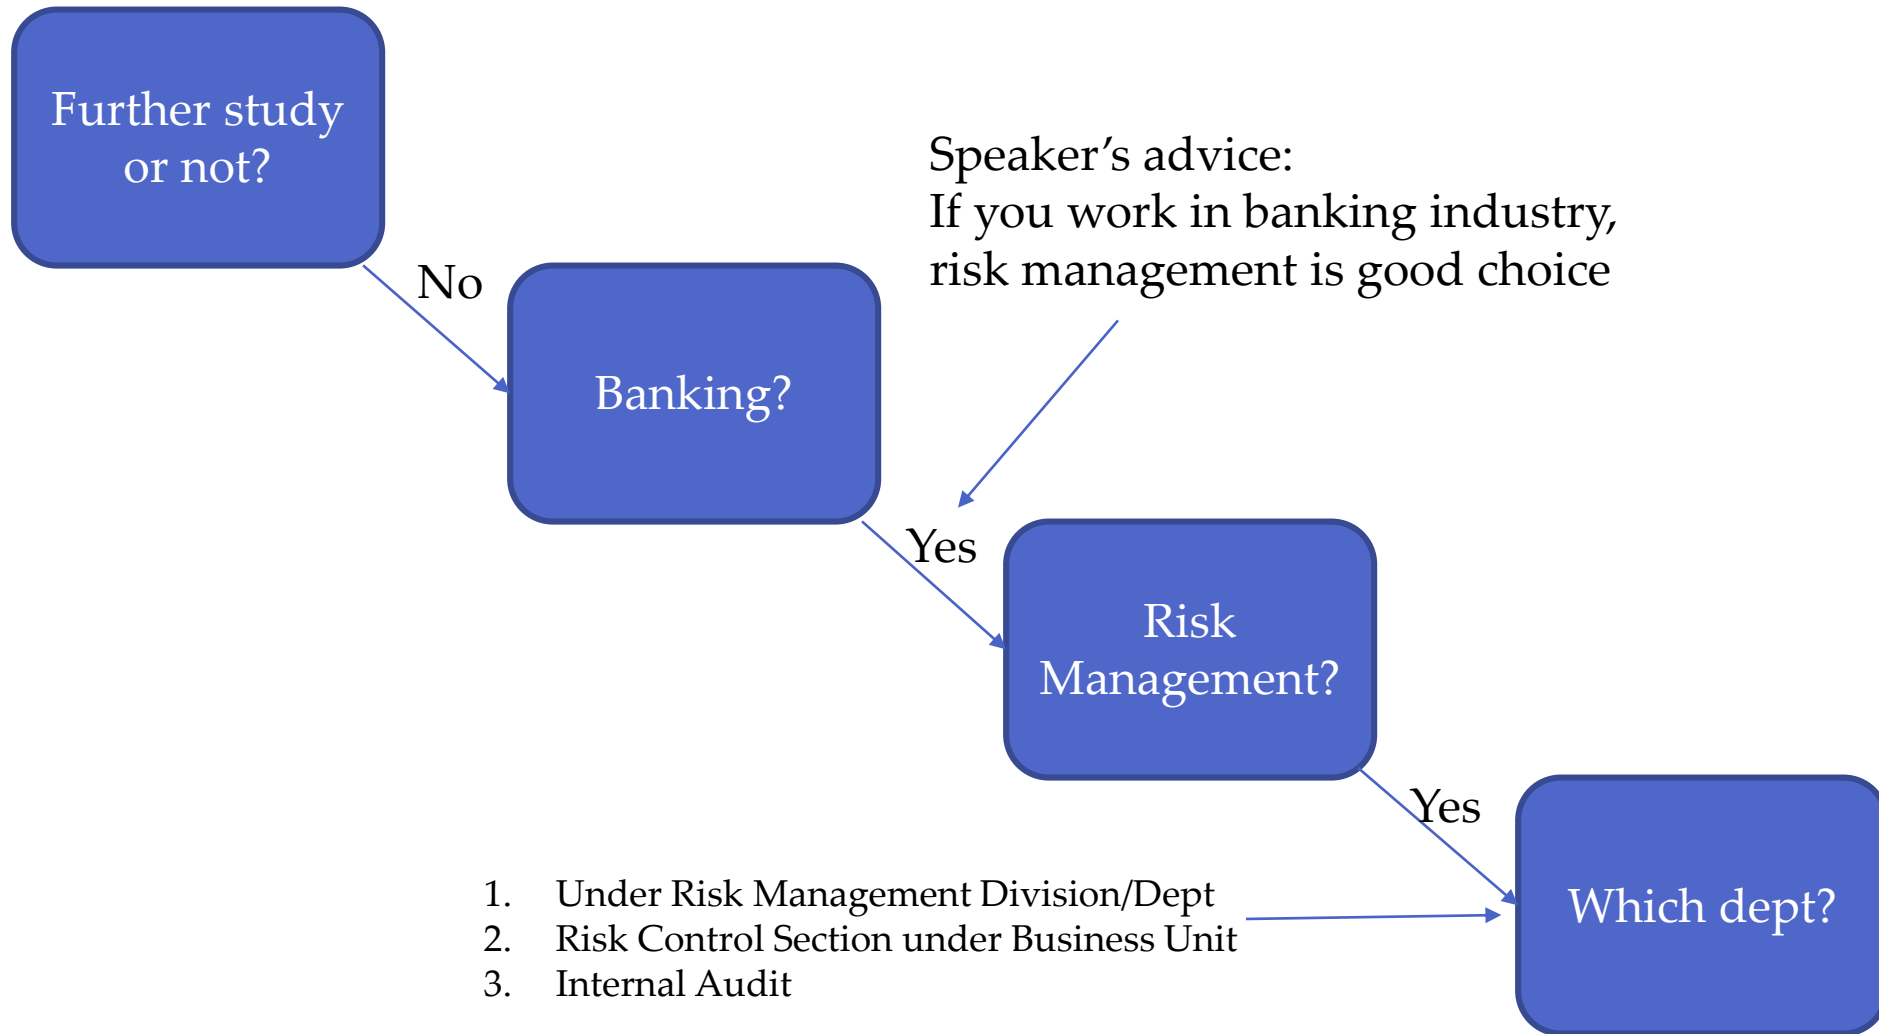 Further study
or not?
No
Speaker’s advice:
If you work in banking industry,
risk management is good choice
Banking?
Yes
Risk
Management?
Yes
1. Under Risk Management Division/Dept
2. Risk Control Section under Business Unit
3. Internal Audit
Which dept?